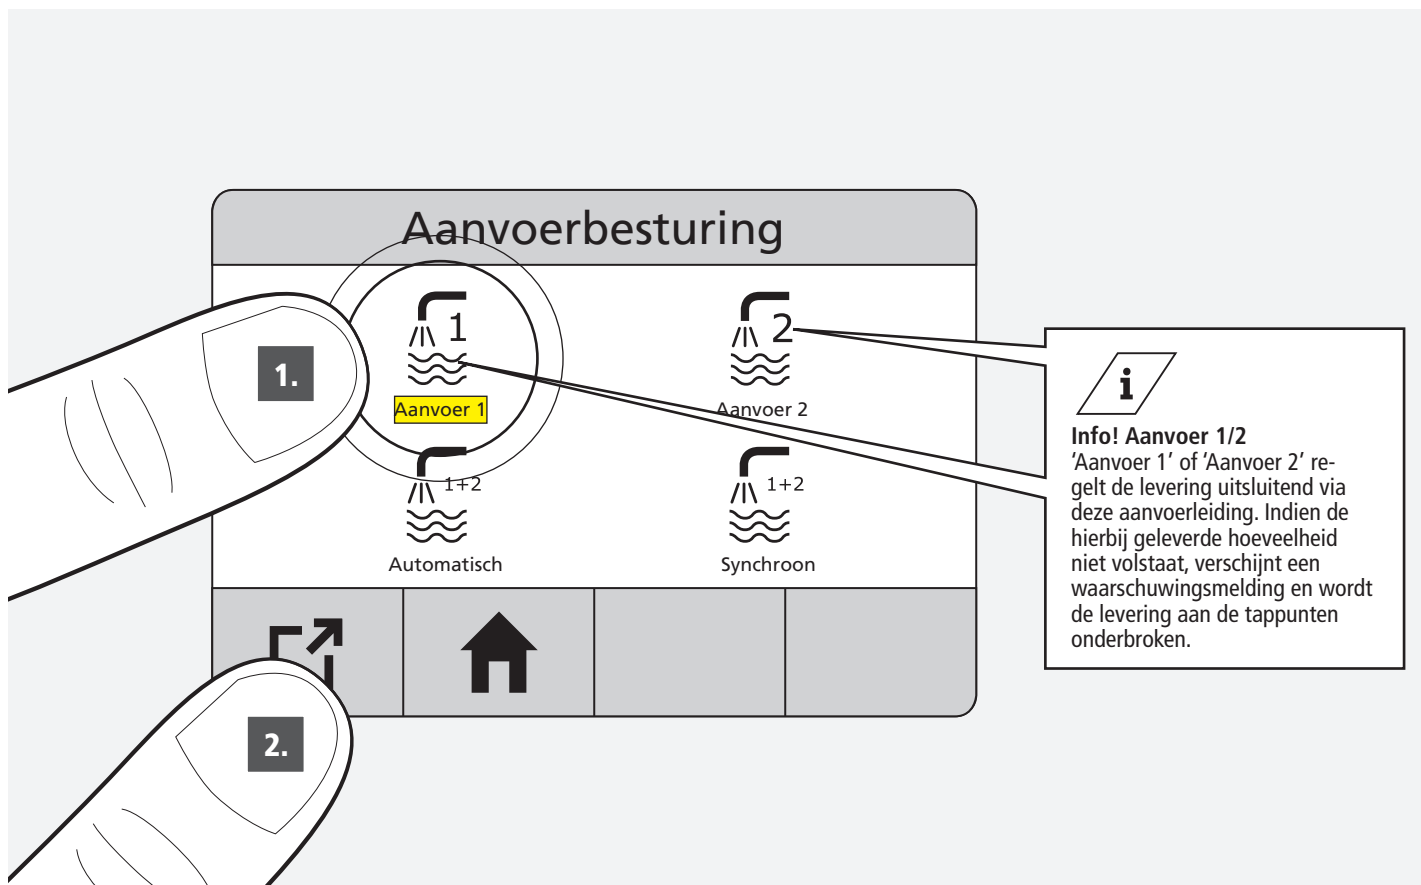 Aanvoerbesturing
1
2
Aanvoer 1
Aanvoer 2
1+2
1+2
Automatisch
Synchroon
1.
2.
i
Info! Aanvoer 1/2
'Aanvoer 1' of 'Aanvoer 2' re-
gelt de levering uitsluitend via
deze aanvoerleiding. Indien de
hierbij geleverde hoeveelheid
niet volstaat, verschijnt een
waarschuwingsmelding en wordt
de levering aan de tappunten
onderbroken.